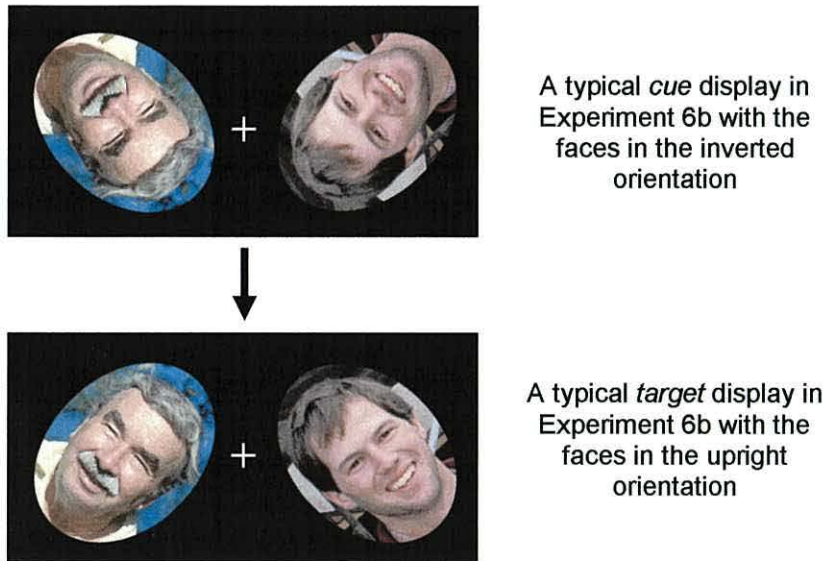 A typical cue display in
Experiment 6b with the
faces in the inverted
orientation
A typical target display in
Experiment 6b with the
faces in the upright
orientation